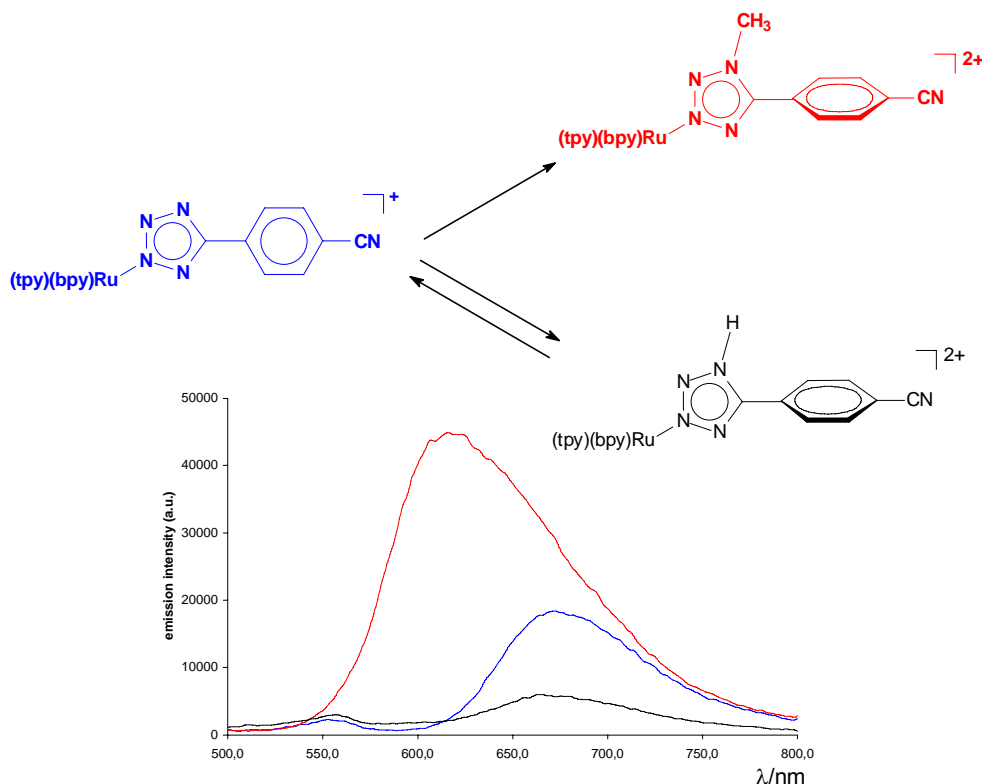 CH3
N
N
N
N
CN
2+
(tpy)(bpy)Ru
+
N
N
N
N
CN
(tpy)(bpy)Ru
H
N
N
N
N
CN
2+
(tpy)(bpy)Ru
emission intensity (a.u.)
50000
40000
30000
20000
10000
0
500,0 550,0 600,0 650,0 700,0 750,0 800,0
λ/nm